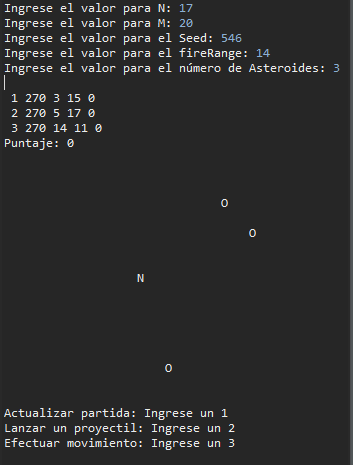 Ingrese el valor para N: 17
Ingrese el valor para M: 20
Ingrese el valor para el Seed: 546
Ingrese el valor para el fireRange: 14
Ingrese el valor para el número de Asteroides: 3
1 270 3 15 0
2 270 5 17 0
3 270 14 11 0
Puntaje: 0
O
O
N
O
Actualizar partida: Ingrese un 1
Lanzar un proyectil: Ingrese un 2
Efectuar movimiento: Ingrese un 3